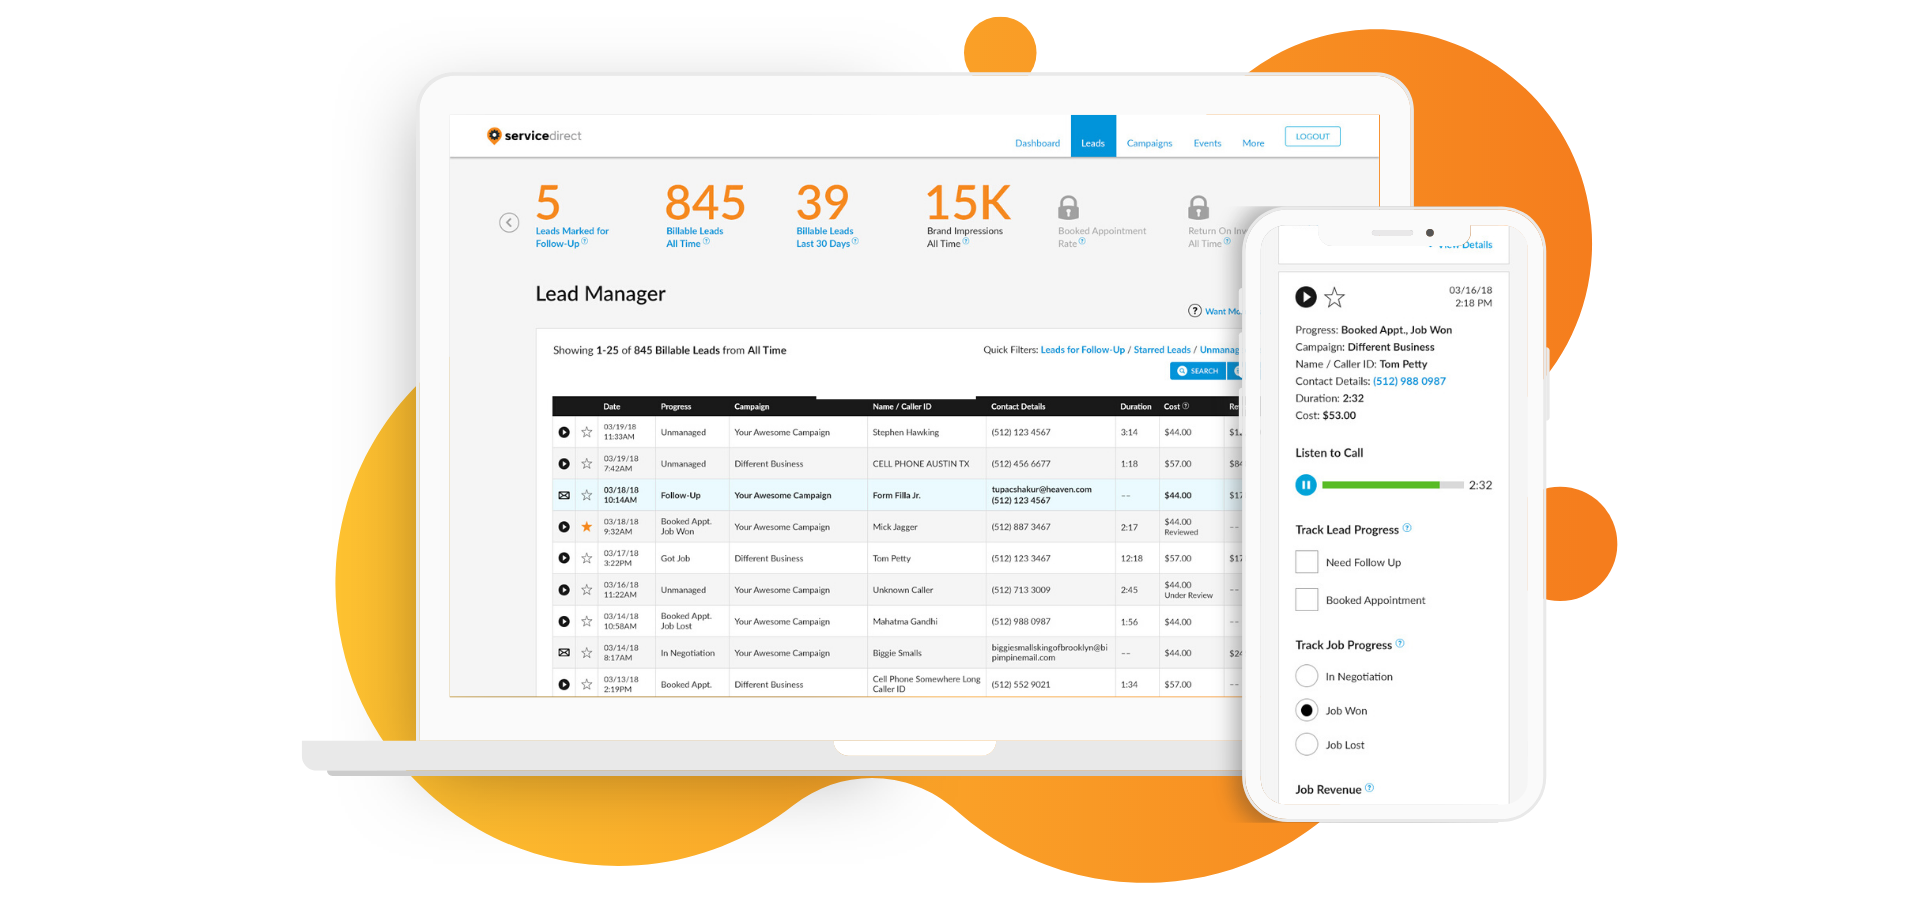 servicedirect
Dashboard Leads Campaigns Events More LOGOUT
5 845 39 15K
Leads Marked for Billable Leads Billable Leads Brand Impressions Booked Appointment Return On
Follow-Up ? All Time ? Last 30 Days ? All Time ? Rate ? All Time ?
Lead Manager
? Want
Showing 1-25 of 845 Billable Leads from All Time
Quick Filters: Leads for Follow-Up / Starred Leads /
SEARCH
Date Progress Campaign Name / Caller ID Contact Details Duration Cost ?
03/19/18 11:33AM Unmanaged Your Awesome Campaign Stephen Hawking (512) 123 4567 3:14 $44.00
03/19/18 7:42AM Unmanaged Different Business CELL PHONE AUSTIN TX (512) 456 6677 1:18 $57.00
03/18/18 10:14AM Follow-Up Your Awesome Campaign Form Filla Jr. tupacshakur@heaven.com (512) 123 4567 -- $44.00
03/18/18 9:32AM Booked Appt. Job Won Your Awesome Campaign Mick Jagger (512) 887 3467 2:17 $44.00 Reviewed --
03/17/18 3:22PM Got Job Different Business Tom Petty (512) 123 3467 12:18 $57.00
03/16/18 11:22AM Unmanaged Your Awesome Campaign Unknown Caller (512) 713 3009 2:45 $44.00 Under Review --
03/14/18 10:58AM Booked Appt. Job Lost Your Awesome Campaign Mahatma Gandhi (512) 988 0987 1:56 $44.00 --
03/14/18 8:17AM In Negotiation Your Awesome Campaign Biggie Smalls biggiesmallskingofbrooklyn@bipimpinemail.com -- $44.00
03/13/18 2:19PM Booked Appt. Different Business Cell Phone Somewhere Long Caller ID (512) 552 9021 1:34 $57.00 --
View Details
03/16/18
2:18 PM
Progress: Booked Appt., Job Won
Campaign: Different Business
Name / Caller ID: Tom Petty
Contact Details: (512) 988 0987
Duration: 2:32
Cost: $53.00
Listen to Call
2:32
Track Lead Progress ?
Need Follow Up
Booked Appointment
Track Job Progress ?
In Negotiation
Job Won
Job Lost
Job Revenue ?